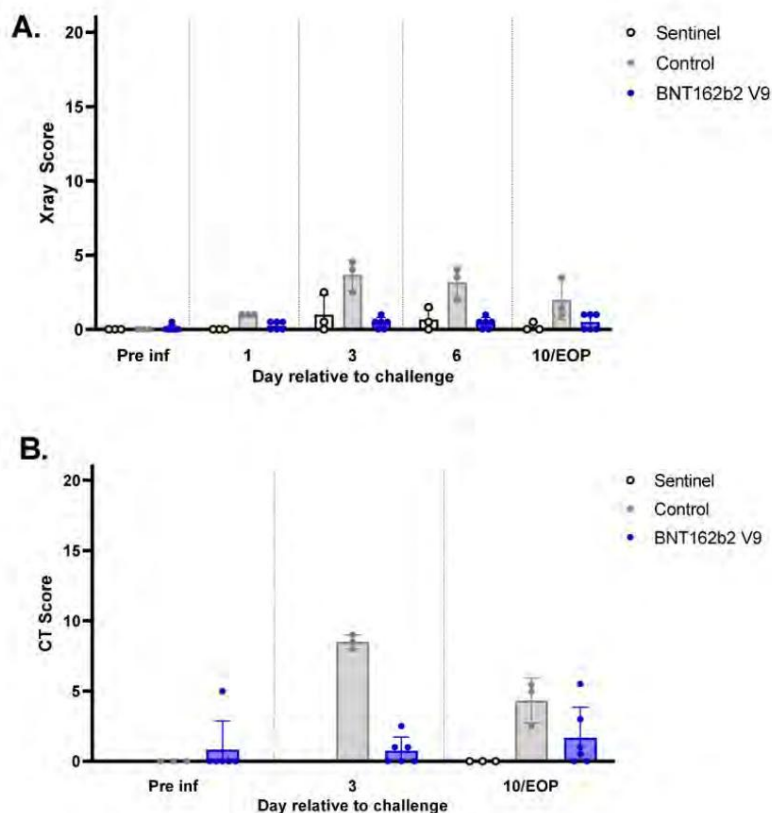 A.
20
15
10
5
0
Xray Score
Pre inf
1
3
6
10/EOP
Day relative to challenge
Sentinel
Control
BNT162b2 V9
B.
20
15
10
5
0
CT Score
Pre inf
3
10/EOP
Day relative to challenge
Sentinel
Control
BNT162b2 V9